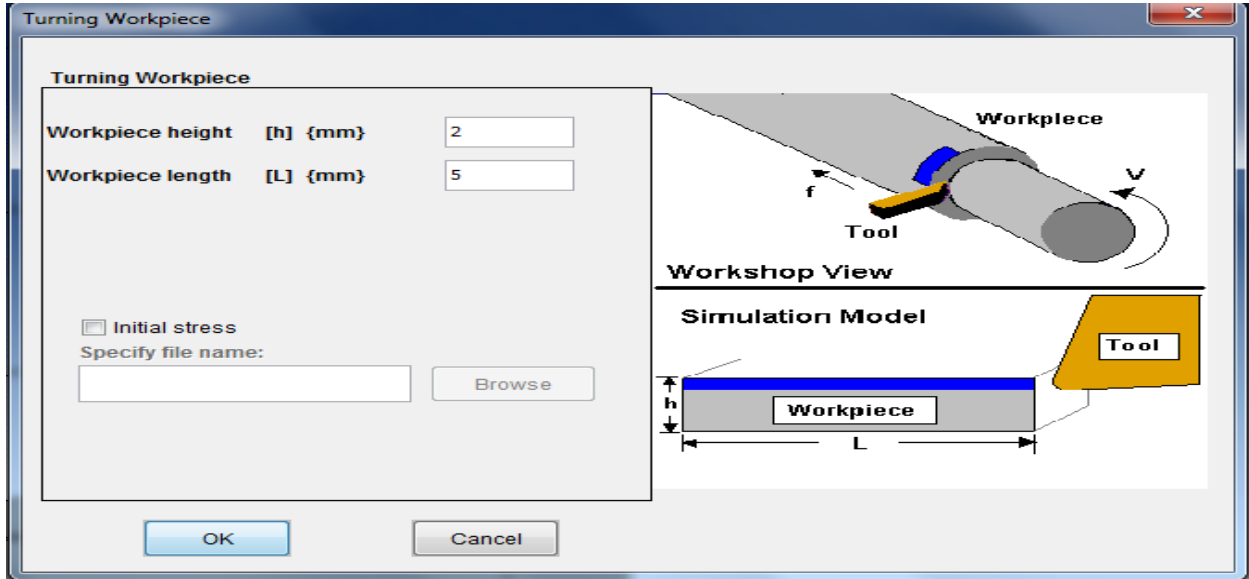 Turning Workpiece
Turning Workpiece
Workpiece height [h] {mm} 2
Workpiece length [L] {mm} 5
Initial stress
Specify file name:
Browse
OK
Cancel
Workpiece
V
f
Tool
Workshop View
Simulation Model
Tool
h
Workpiece
L